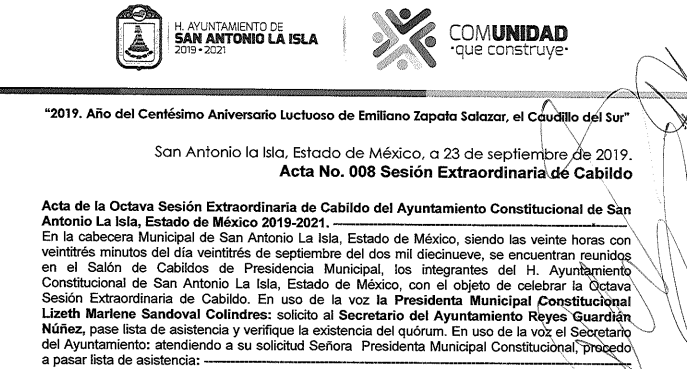 H. AYUNTAMIENTO DE
SAN ANTONIO LA ISLA
2019 • 2021
COMUNIDAD
•que construye•
“2019. Año del Centésimo Aniversario Luctuoso de Emiliano Zapata Salazar, el Caudillo del Sur”
San Antonio la Isla, Estado de México, a 23 de septiembre de 2019.
Acta No. 008 Sesión Extraordinaria de Cabildo
Acta de la Octava Sesión Extraordinaria de Cabildo del Ayuntamiento Constitucional de San
Antonio La Isla, Estado de México 2019-2021.
En la cabecera Municipal de San Antonio La Isla, Estado de México, siendo las veinte horas con
veintitrés minutos del día veintitrés de septiembre del dos mil diecinueve, se encuentran reunidos
en el Salón de Cabildos de Presidencia Municipal, los integrantes del H. Ayuntamiento
Constitucional de San Antonio La Isla, Estado de México, con el objeto de celebrar la Octava
Sesión Extraordinaria de Cabildo. En uso de la voz la Presidenta Municipal Constitucional
Lizeth Marlene Sandoval Colindres: solicito al Secretario del Ayuntamiento Reyes Guardián
Núñez, pase lista de asistencia y verifique la existencia del quórum. En uso de la voz el Secretario
del Ayuntamiento: atendiendo a su solicitud Señora Presidenta Municipal Constitucional, procedo
a pasar lista de asistencia: